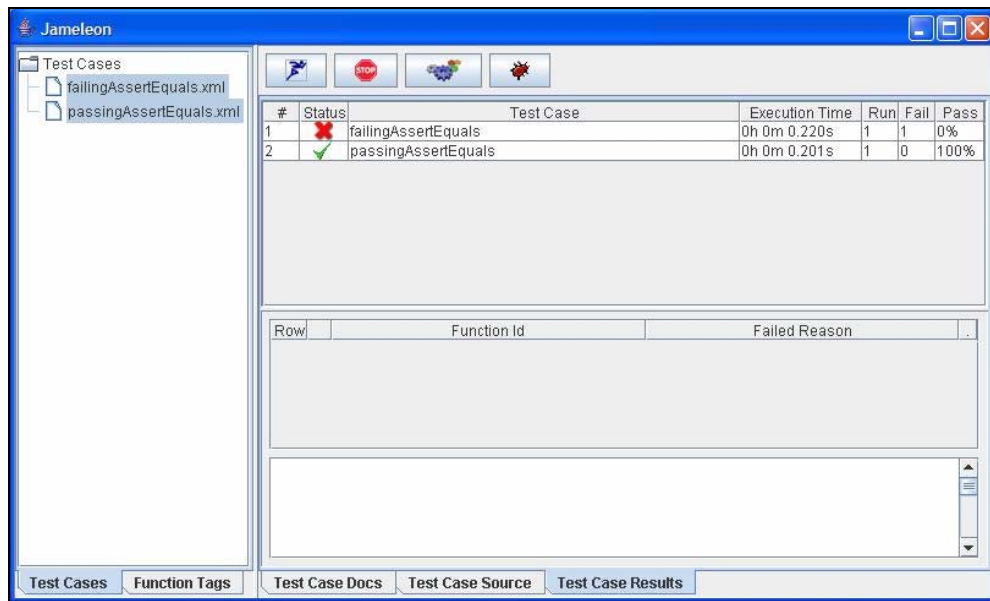 Jameleon
Test Cases
failingAssertEquals.xml
passingAssertEquals.xml
STOP
# Status Test Case Execution Time Run Fail Pass
1 failingAssertEquals 0h 0m 0.220s 1 1 0%
2 passingAssertEquals 0h 0m 0.201s 1 0 100%
Row Function Id Failed Reason .
Test Cases Function Tags Test Case Docs Test Case Source Test Case Results